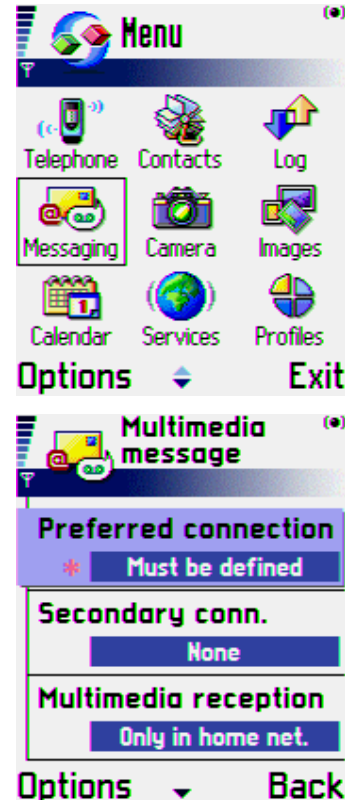 Menu
Telephone Contacts Log
Messaging Camera Images
1
Calendar Services Profiles
Options Exit
Multimedia
message
Preferred connection
* Must be defined
Secondary conn.
None
Multimedia reception
Only in home net.
Options Back